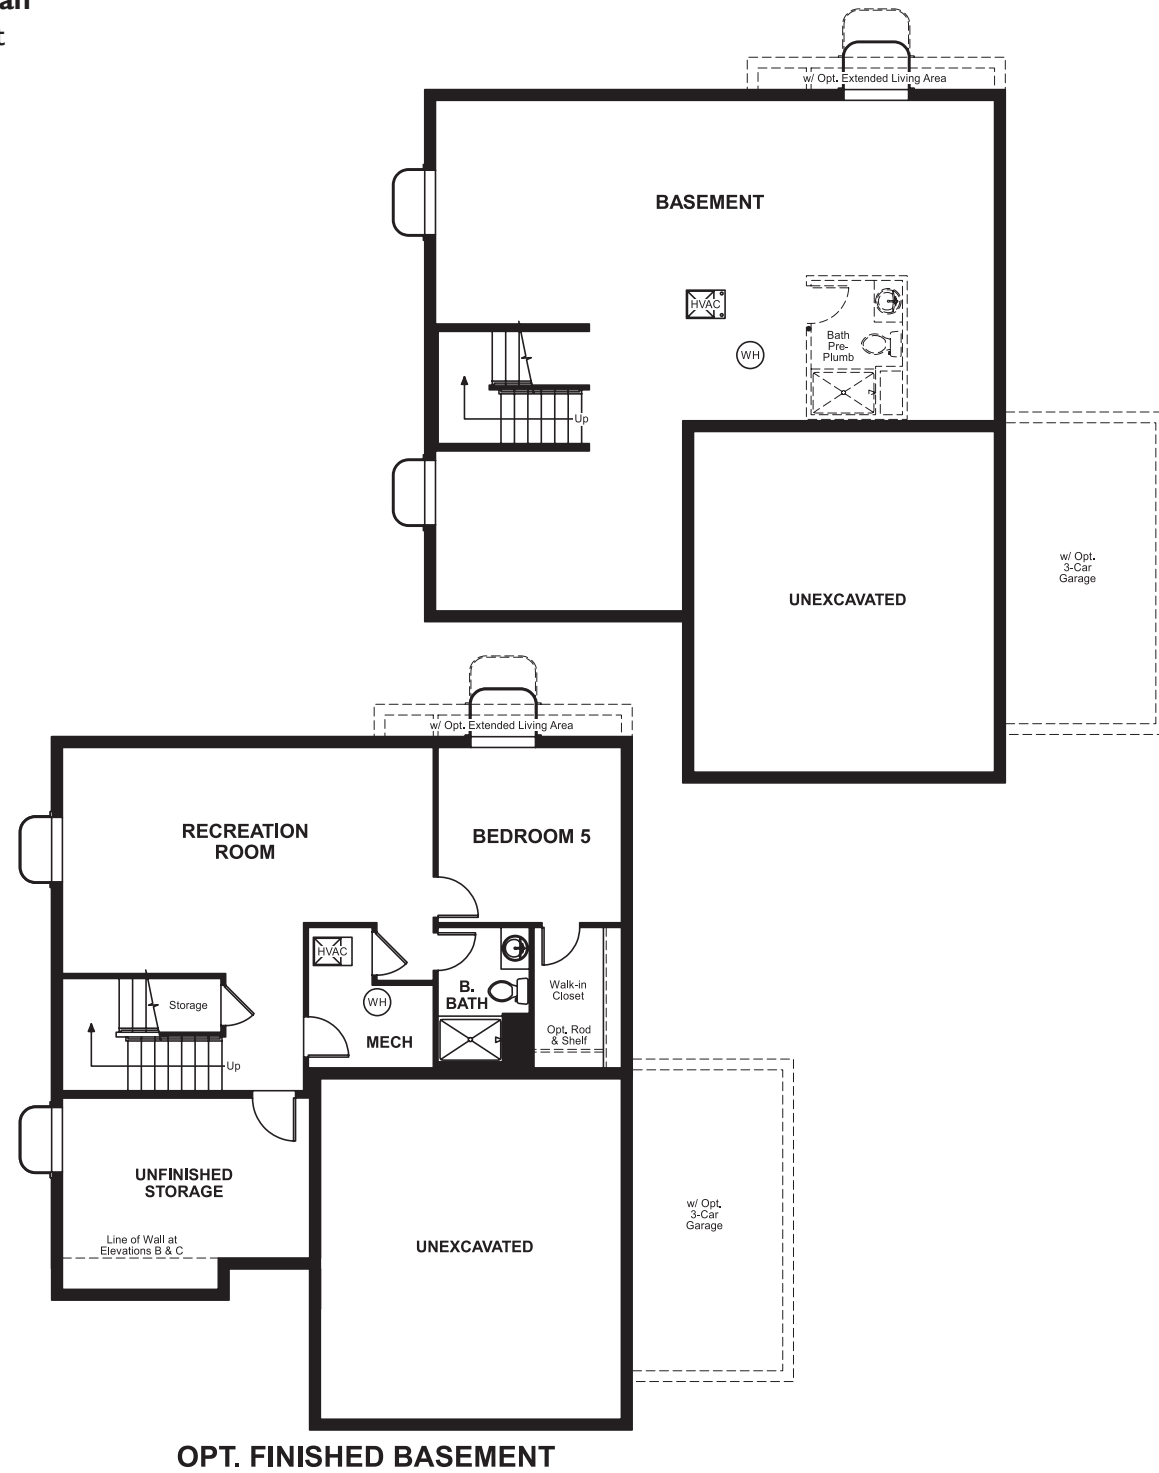 w/ Opt. Extended Living Area
BASEMENT
HVAC
WH
Bath
Pre-
Plumb
Up
w/ Opt.
3-Car
Garage
UNEXCAVATED
w/ Opt. Extended Living Area
RECREATION
ROOM
BEDROOM 5
HVAC
WH
MECH
B.
BATH
Walk-in
Closet
Opt. Rod
& Shelf
Storage
Up
UNFINISHED
STORAGE
Line of Wall at
Elevations B & C
UNEXCAVATED
w/ Opt.
3-Car
Garage
OPT. FINISHED BASEMENT